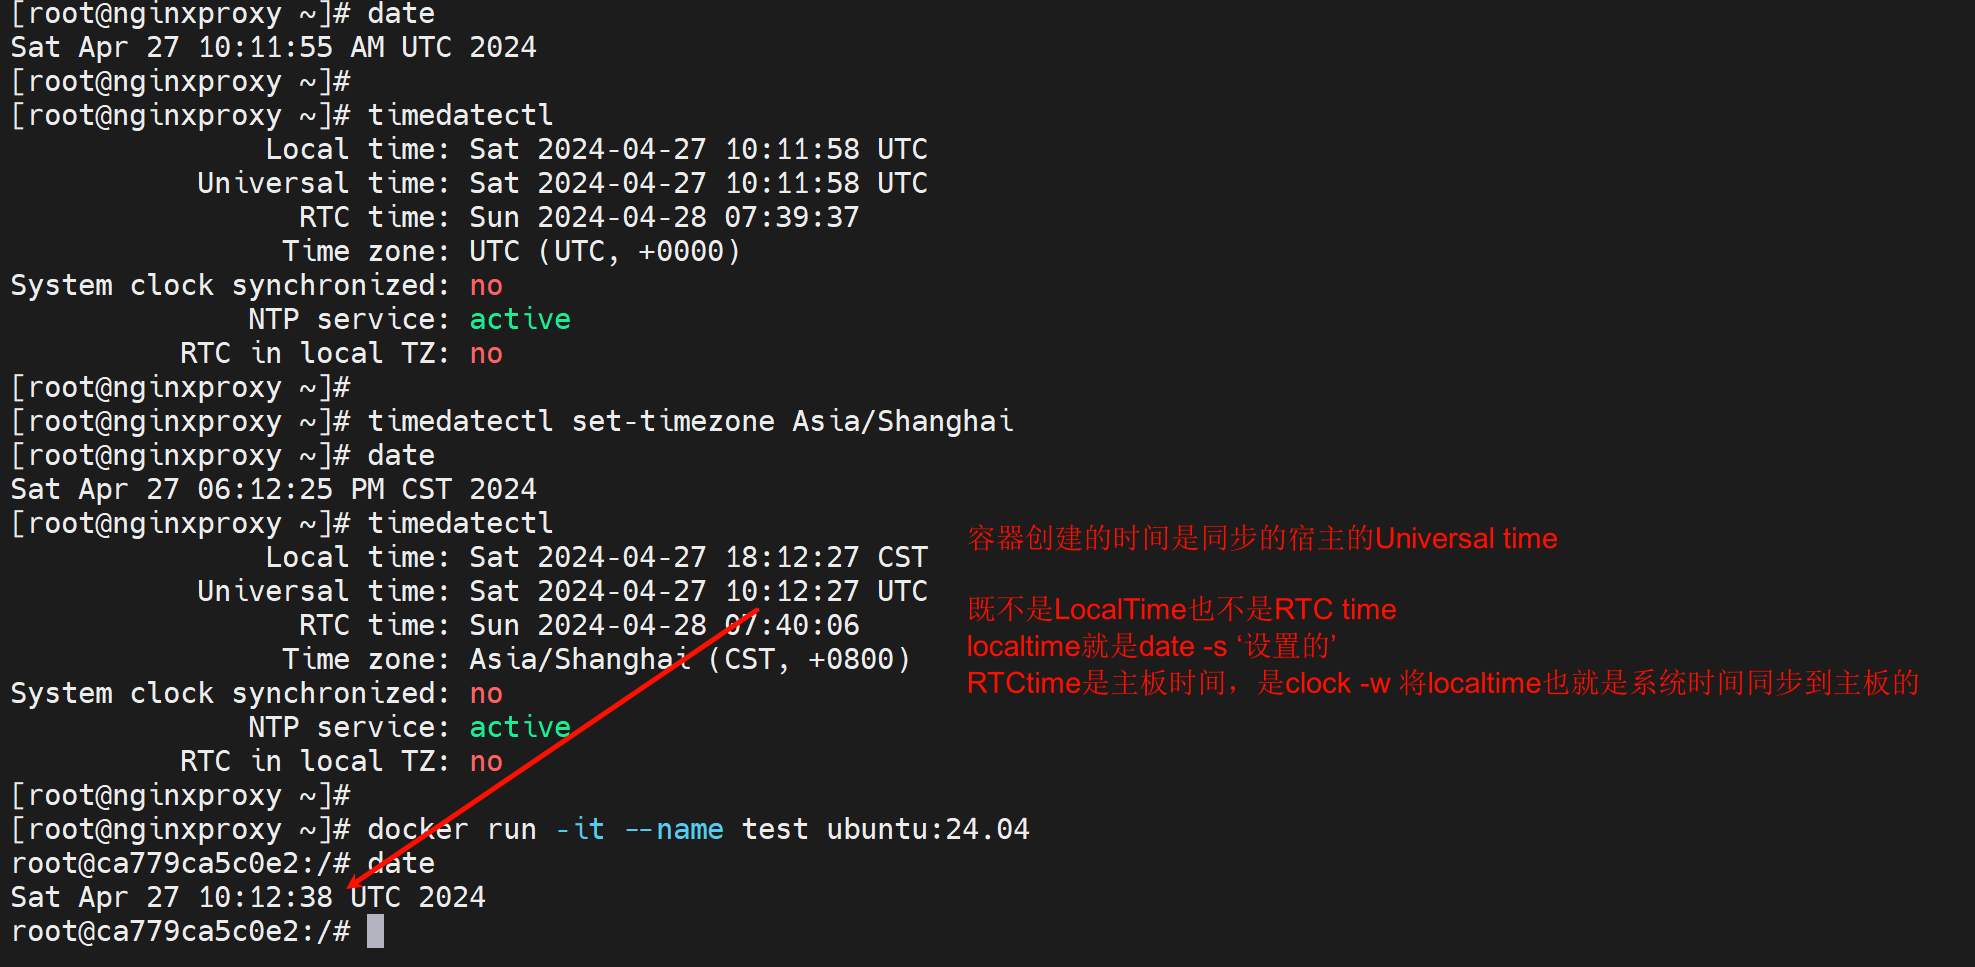 [root@nginxproxy ~]# date
Sat Apr 27 10:11:55 AM UTC 2024
[root@nginxproxy ~]#
[root@nginxproxy ~]# timedatectl
Local time: Sat 2024-04-27 10:11:58 UTC
Universal time: Sat 2024-04-27 10:11:58 UTC
RTC time: Sun 2024-04-28 07:39:37
Time zone: UTC (UTC, +0000)
System clock synchronized: no
NTP service: active
RTC in local TZ: no
[root@nginxproxy ~]#
[root@nginxproxy ~]# timedatectl set-timezone Asia/Shanghai
[root@nginxproxy ~]# date
Sat Apr 27 06:12:25 PM CST 2024
[root@nginxproxy ~]# timedatectl
Local time: Sat 2024-04-27 18:12:27 CST
Universal time: Sat 2024-04-27 10:12:27 UTC
RTC time: Sun 2024-04-28 07:40:06
Time zone: Asia/Shanghai (CST, +0800)
System clock synchronized: no
NTP service: active
RTC in local TZ: no
[root@nginxproxy ~]#
[root@nginxproxy ~]# docker run -it --name test ubuntu:24.04
root@ca779ca5c0e2:/# date
Sat Apr 27 10:12:38 UTC 2024
root@ca779ca5c0e2:/#
容器创建的时间是同步的宿主的Universal time
既不是LocalTime也不是RTC time
localtime就是date -s ‘设置的’
RTCtime是主板时间，是clock -w 将localtime也就是系统时间同步到主板的